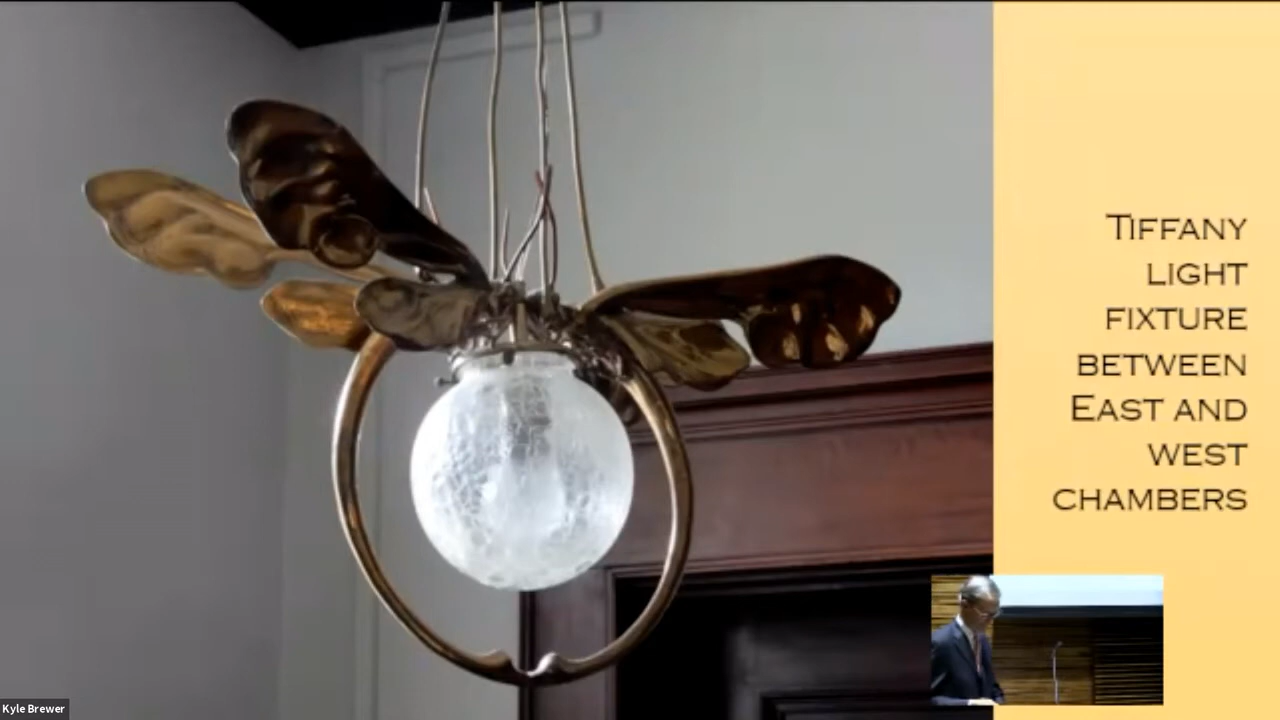 Tiffany
light
fixture
between
East and
west
chambers
Kyle Brewer